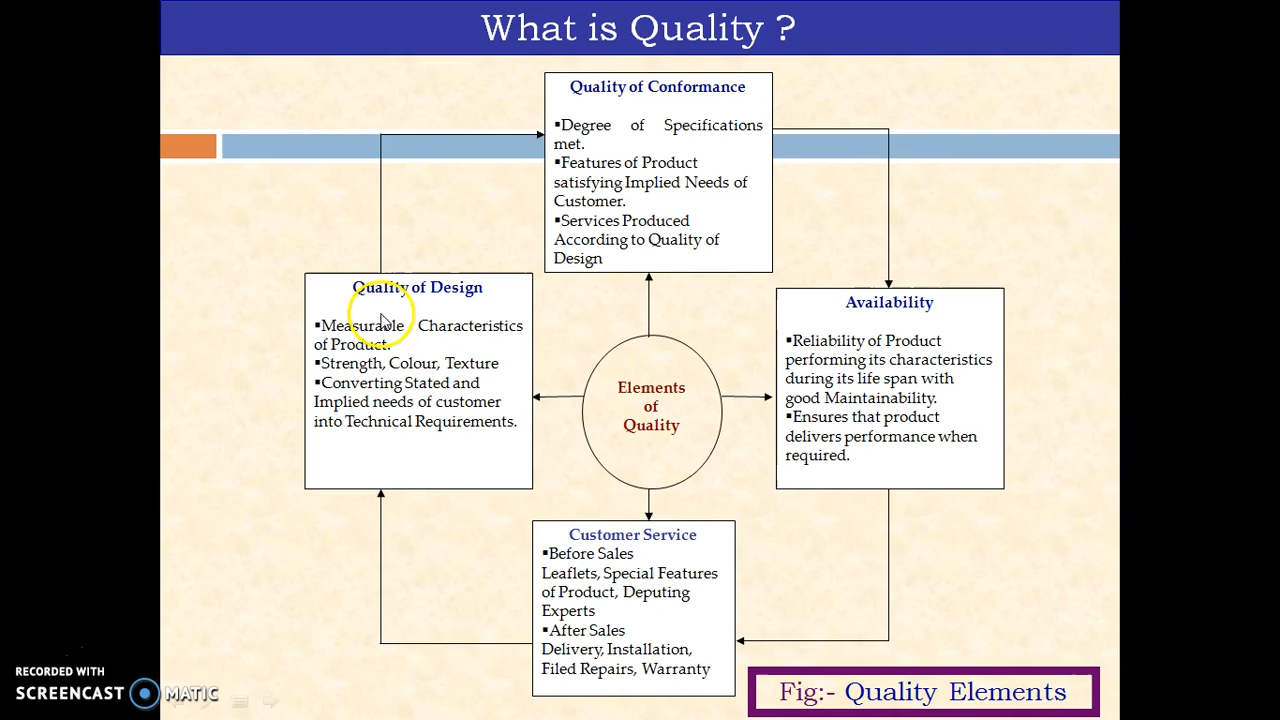 What is Quality ?
Quality of Conformance
▪Degree of Specifications
met.
▪Features of Product
satisfying Implied Needs of
Customer.
▪Services Produced
According to Quality of
Design
Quality of Design
▪Measurable Characteristics
of Product.
▪Strength, Colour, Texture
▪Converting Stated and
Implied needs of customer
into Technical Requirements.
Elements
of
Quality
Availability
▪Reliability of Product
performing its characteristics
during its life span with
good Maintainability.
▪Ensures that product
delivers performance when
required.
Customer Service
▪Before Sales
Leaflets, Special Features
of Product, Deputing
Experts
▪After Sales
Delivery, Installation,
Filed Repairs, Warranty
Fig:- Quality Elements
RECORDED WITH
SCREENCAST MATIC